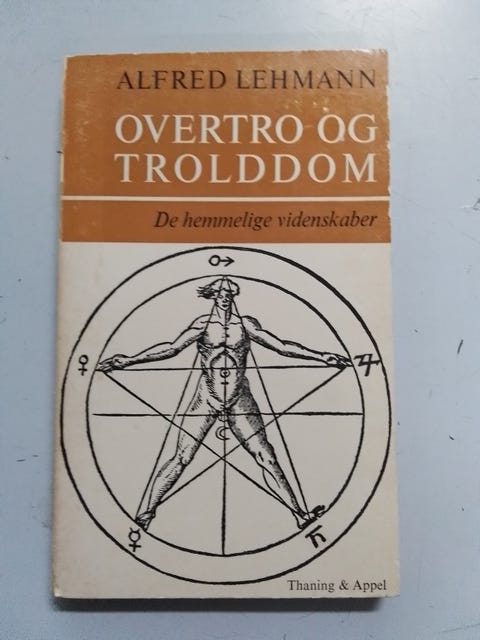 ALFRED LEHMANN
OVERTRO OG
TROLDDOM
De hemmelige videnskaber
♂
♀
♃
☿
♄
Thaning & Appel